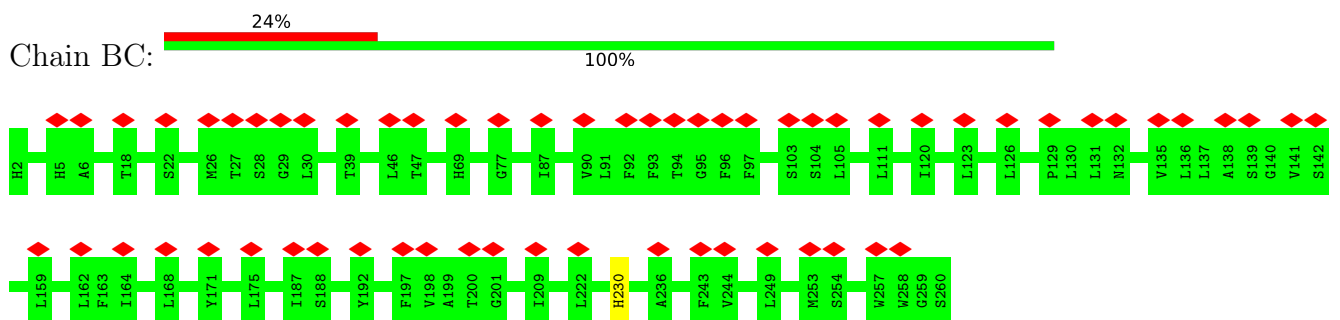 24%
Chain BC:
100%
H2 H5 A6 T18 S22 M26 T27 S28 G29 L30 T39 L46 T47 H69 G77 I87 V90 L91 F92 F93 T94 G95 F96 F97 S103 S104 L105 L111 I120 L123 L126 P129 L130 L131 N132 V135 L136 L137 A138 S139 G140 V141 S142
L159 L162 F163 I164 L168 Y171 L175 I187 S188 Y192 F197 V198 A199 T200 G201 I209 L222 H230 A236 F243 V244 L249 M253 S254 W257 W258 G259 S260